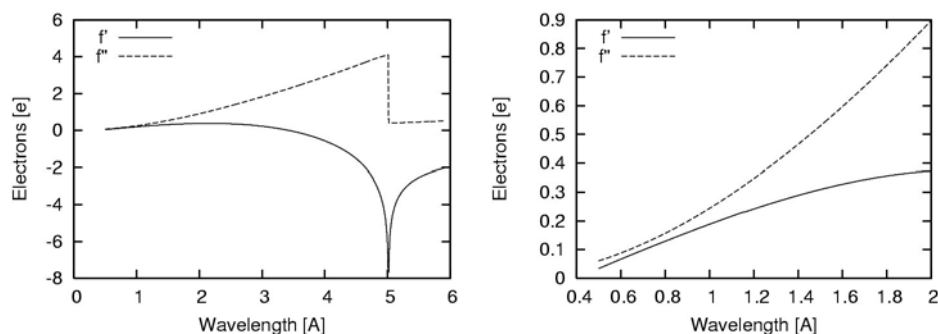 6
4
2
0
-2
-4
-6
-8
Electrons [e]
f'
f"
0 1 2 3 4 5 6
Wavelength [A]
0.9
0.8
0.7
0.6
0.5
0.4
0.3
0.2
0.1
0
Electrons [e]
f'
f"
0.4 0.6 0.8 1 1.2 1.4 1.6 1.8 2
Wavelength [A]